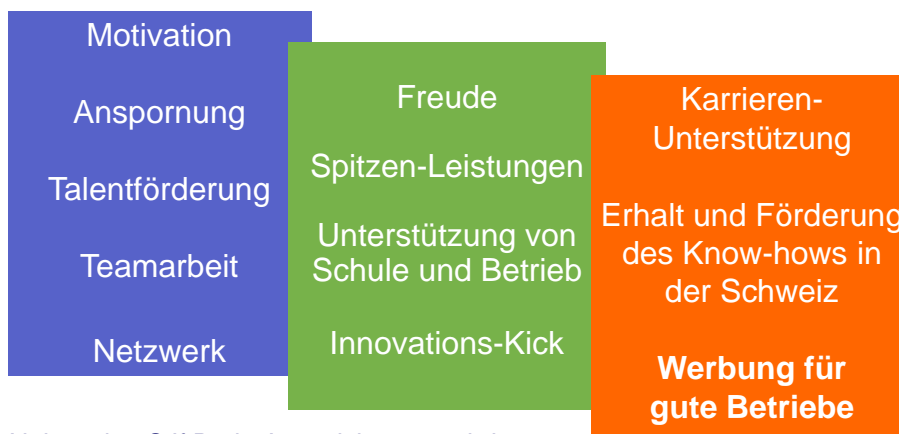 Motivation
Anspornung
Talentförderung
Teamarbeit
Netzwerk
Freude
Spitzen-Leistungen
Unterstützung von
Schule und Betrieb
Innovations-Kick
Karrieren-
Unterstützung
Erhalt und Förderung
des Know-hows in
der Schweiz
Werbung für
gute Betriebe